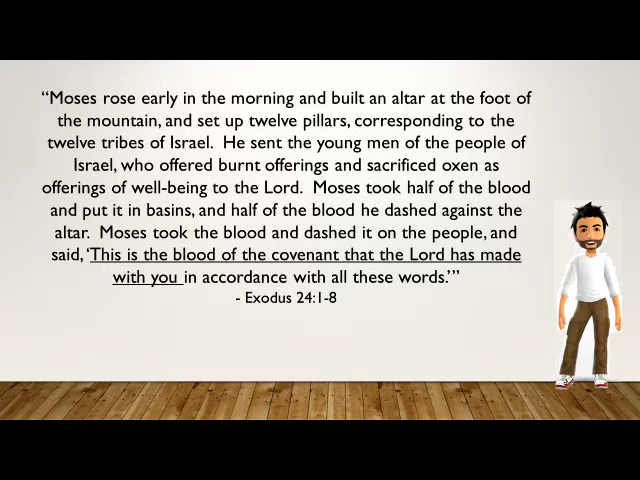 “Moses rose early in the morning and built an altar at the foot of
the mountain, and set up twelve pillars, corresponding to the
twelve tribes of Israel.  He sent the young men of the people of
Israel, who offered burnt offerings and sacrificed oxen as
offerings of well-being to the Lord.  Moses took half of the blood
and put it in basins, and half of the blood he dashed against the
altar.  Moses took the blood and dashed it on the people, and
said, ‘This is the blood of the covenant that the Lord has made
with you in accordance with all these words.’”
- Exodus 24:1-8